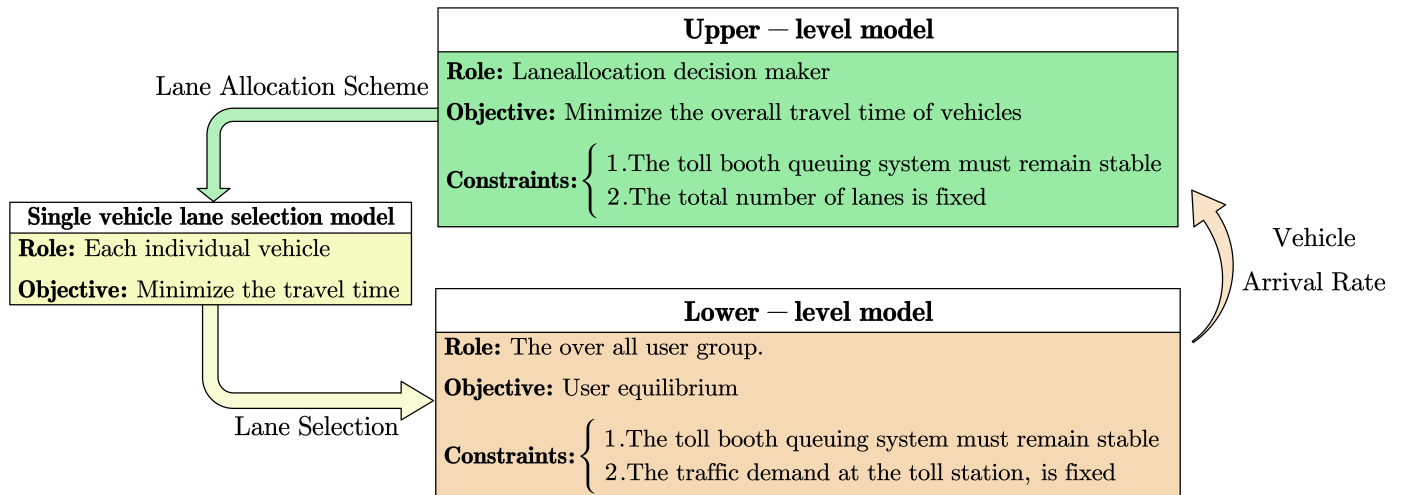 Upper — level model
Role: Laneallocation decision maker
Objective: Minimize the overall travel time of vehicles
Constraints: { 1.The toll booth queuing system must remain stable
2.The total number of lanes is fixed
Lane Allocation Scheme
Single vehicle lane selection model
Role: Each individual vehicle
Objective: Minimize the travel time
Lane Selection
Lower — level model
Role: The over all user group.
Objective: User equilibrium
Constraints: { 1.The toll booth queuing system must remain stable
2.The traffic demand at the toll station, is fixed
Vehicle
Arrival Rate